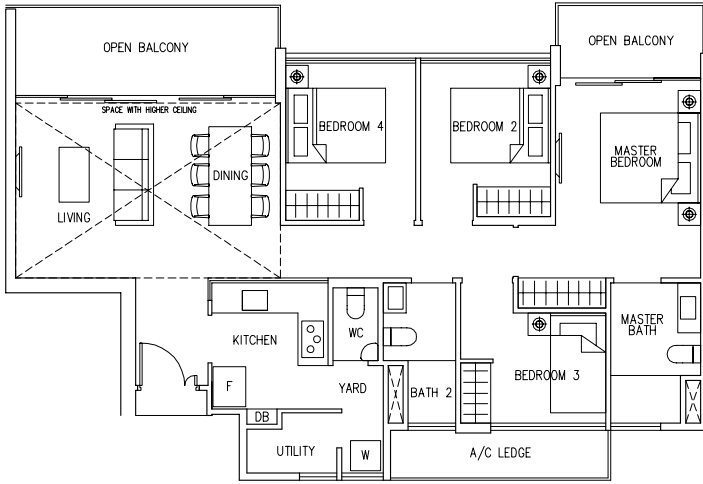 OPEN BALCONY
OPEN BALCONY
SPACE WITH HIGHER CEILING
BEDROOM 4
BEDROOM 2
MASTER
BEDROOM
DINING
LIVING
KITCHEN
WC
MASTER
BATH
YARD
BEDROOM 3
F
BATH 2
DB
UTILITY
W
A/C LEDGE